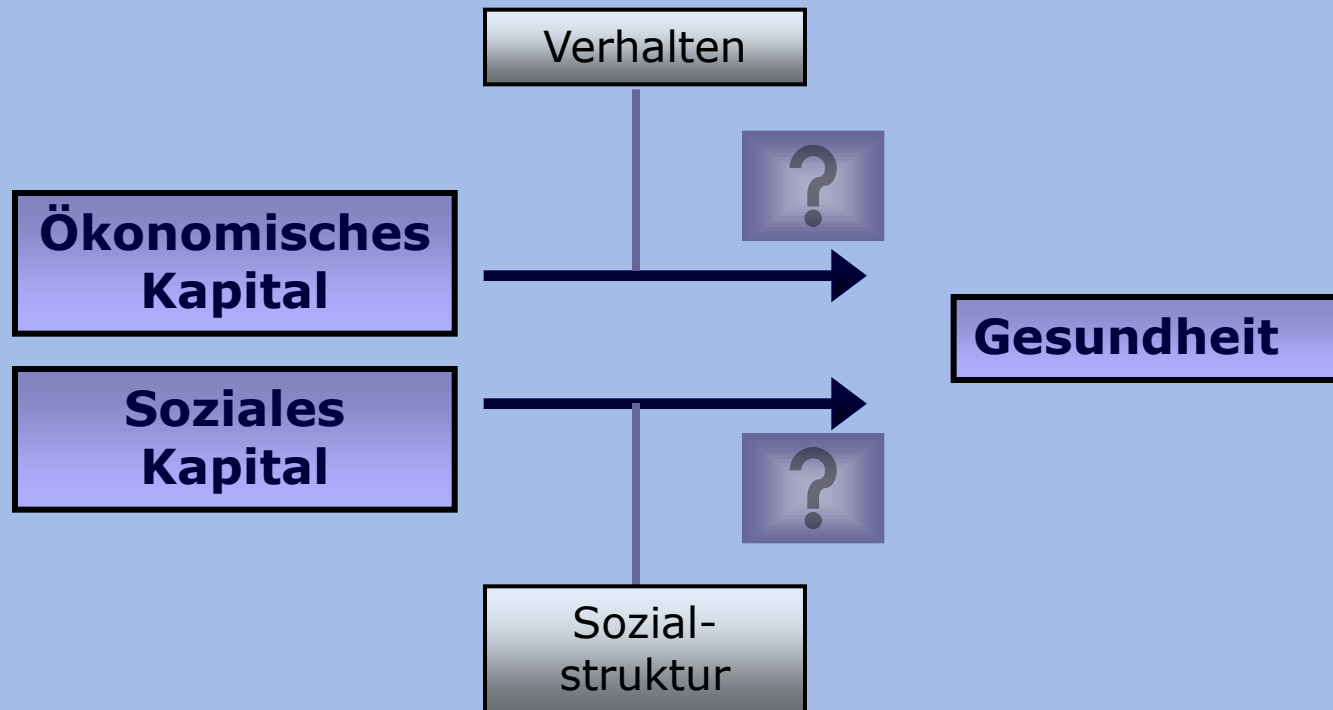 Verhalten
?
Ökonomisches
Kapital
Gesundheit
Soziales
Kapital
?
Sozial-
struktur